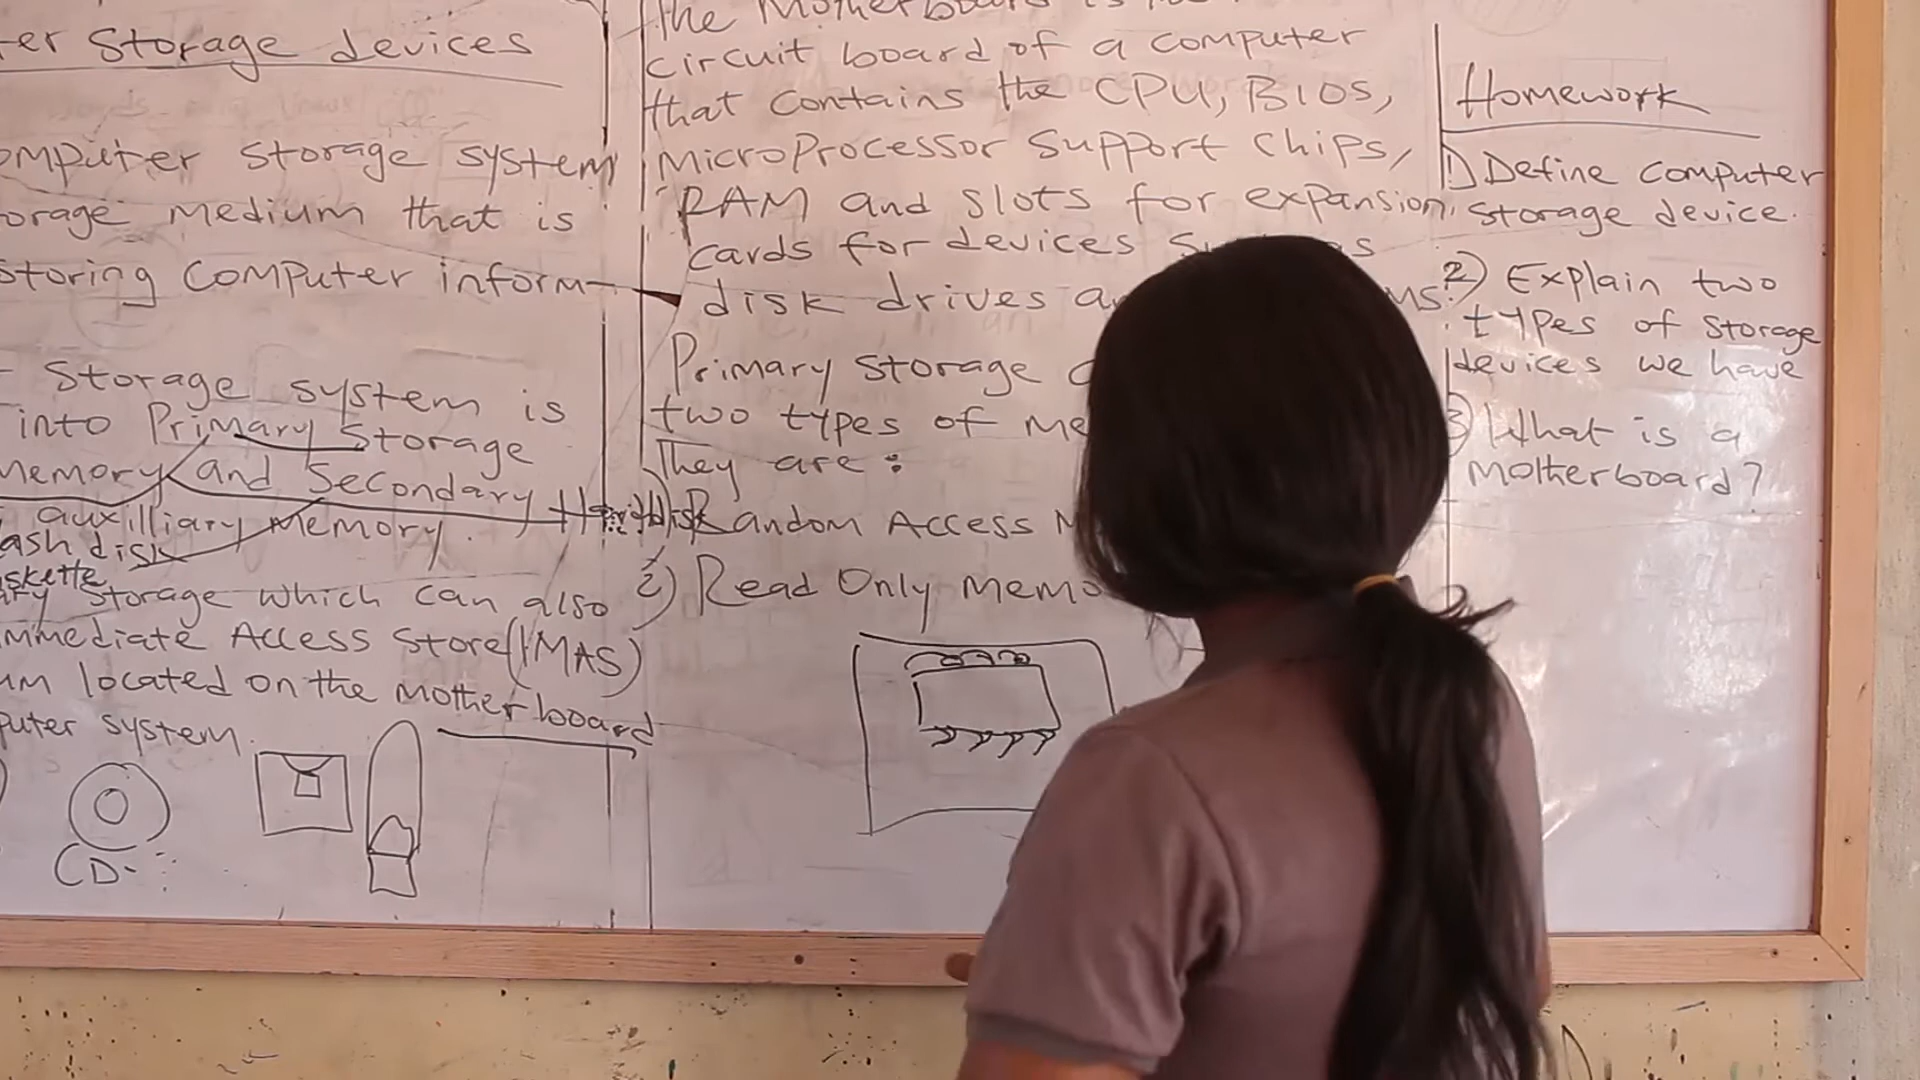 er Storage devices
omputer storage system
orage medium that is
storing computer inform-
Storage system is
into Primary Storage
memory and Secondary Hard disk
auxilliary memory.
ash disk
skette
ary storage which can also
mmediate Access Store (IMAS)
um located on the Motherboard
puter system.
CD
the Motherboard is
circuit board of a computer
that contains the CPU, BIOS,
MicroProcessor Support Chips,
RAM and slots for expansion
cards for devices
disk drives
Primary storage
two types of me
They are:
Random Access M
2) Read Only Memo
Homework
1) Define computer
storage device.
2) Explain two
types of storage
devices we have
3) What is a
Motherboard?